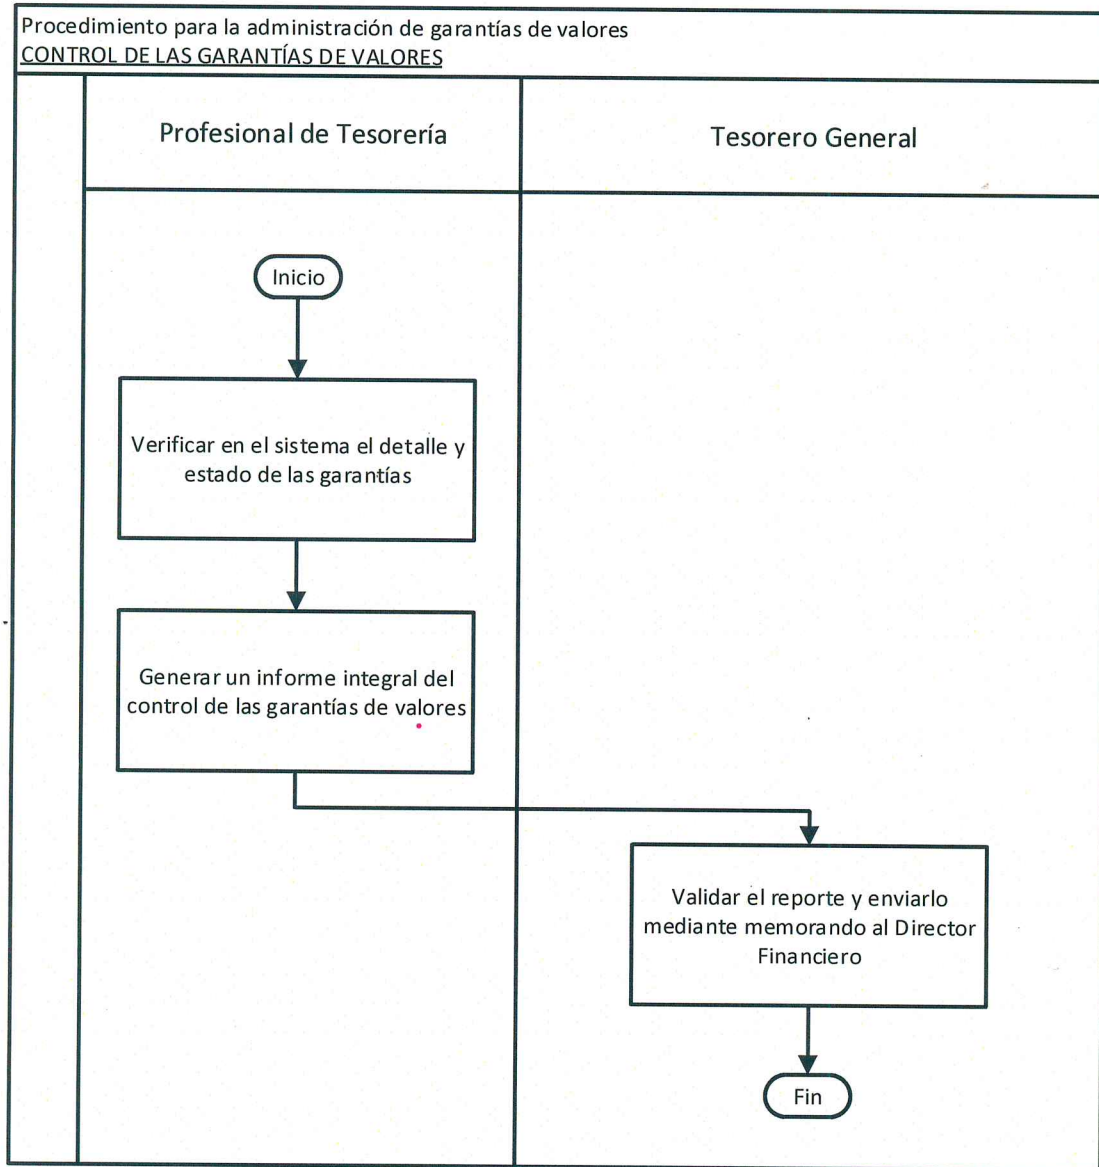 Procedimiento para la administración de garantías de valores
CONTROL DE LAS GARANTÍAS DE VALORES
Profesional de Tesorería
Tesorero General
Inicio
Verificar en el sistema el detalle y
estado de las garantías
Generar un informe integral del
control de las garantías de valores
Validar el reporte y enviarlo
mediante memorando al Director
Financiero
Fin